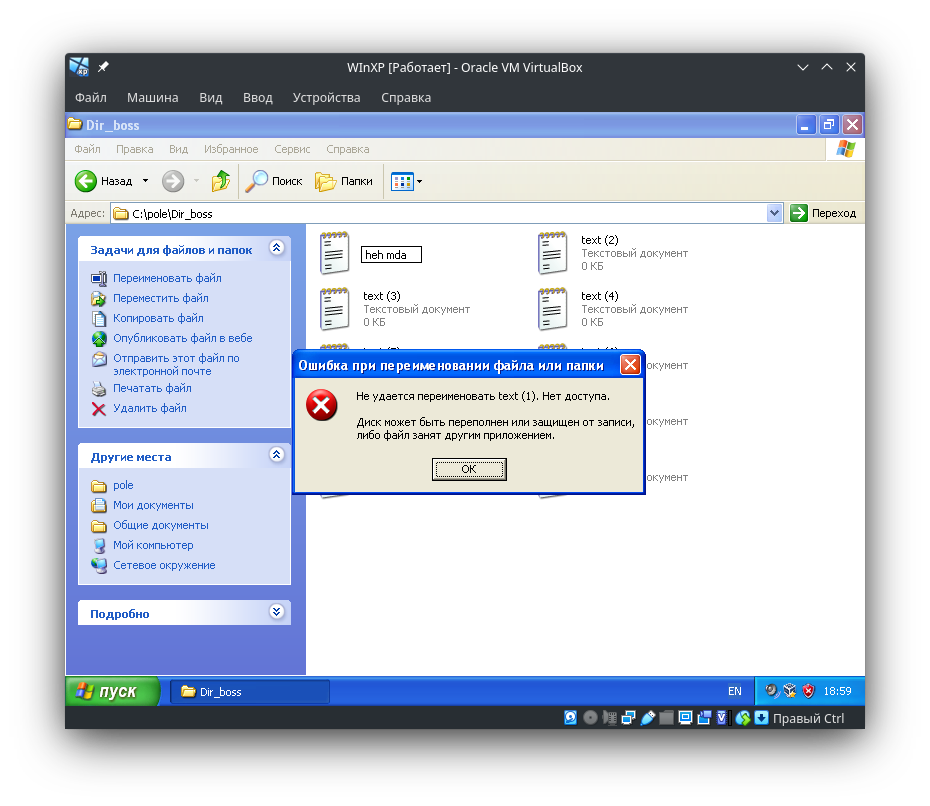 WInXP [Работает] - Oracle VM VirtualBox
Файл Машина Вид Ввод Устройства Справка
Dir_boss
Файл Правка Вид Избранное Сервис Справка
Назад Поиск Папки
Адрес: C:\pole\Dir_boss Переход
Задачи для файлов и папок
Переименовать файл
Переместить файл
Копировать файл
Опубликовать файл в вебе
Отправить этот файл по
электронной почте
Печатать файл
Удалить файл
Другие места
pole
Мои документы
Общие документы
Мой компьютер
Сетевое окружение
Подробно
heh mda
text (2)
Текстовый документ
0 КБ
text (3)
Текстовый документ
0 КБ
text (4)
Текстовый документ
0 КБ
документ
документ
документ
Ошибка при переименовании файла или папки
Не удается переименовать text (1). Нет доступа.
Диск может быть переполнен или защищен от записи,
либо файл занят другим приложением.
OK
пуск Dir_boss EN 18:59
Правый Ctrl